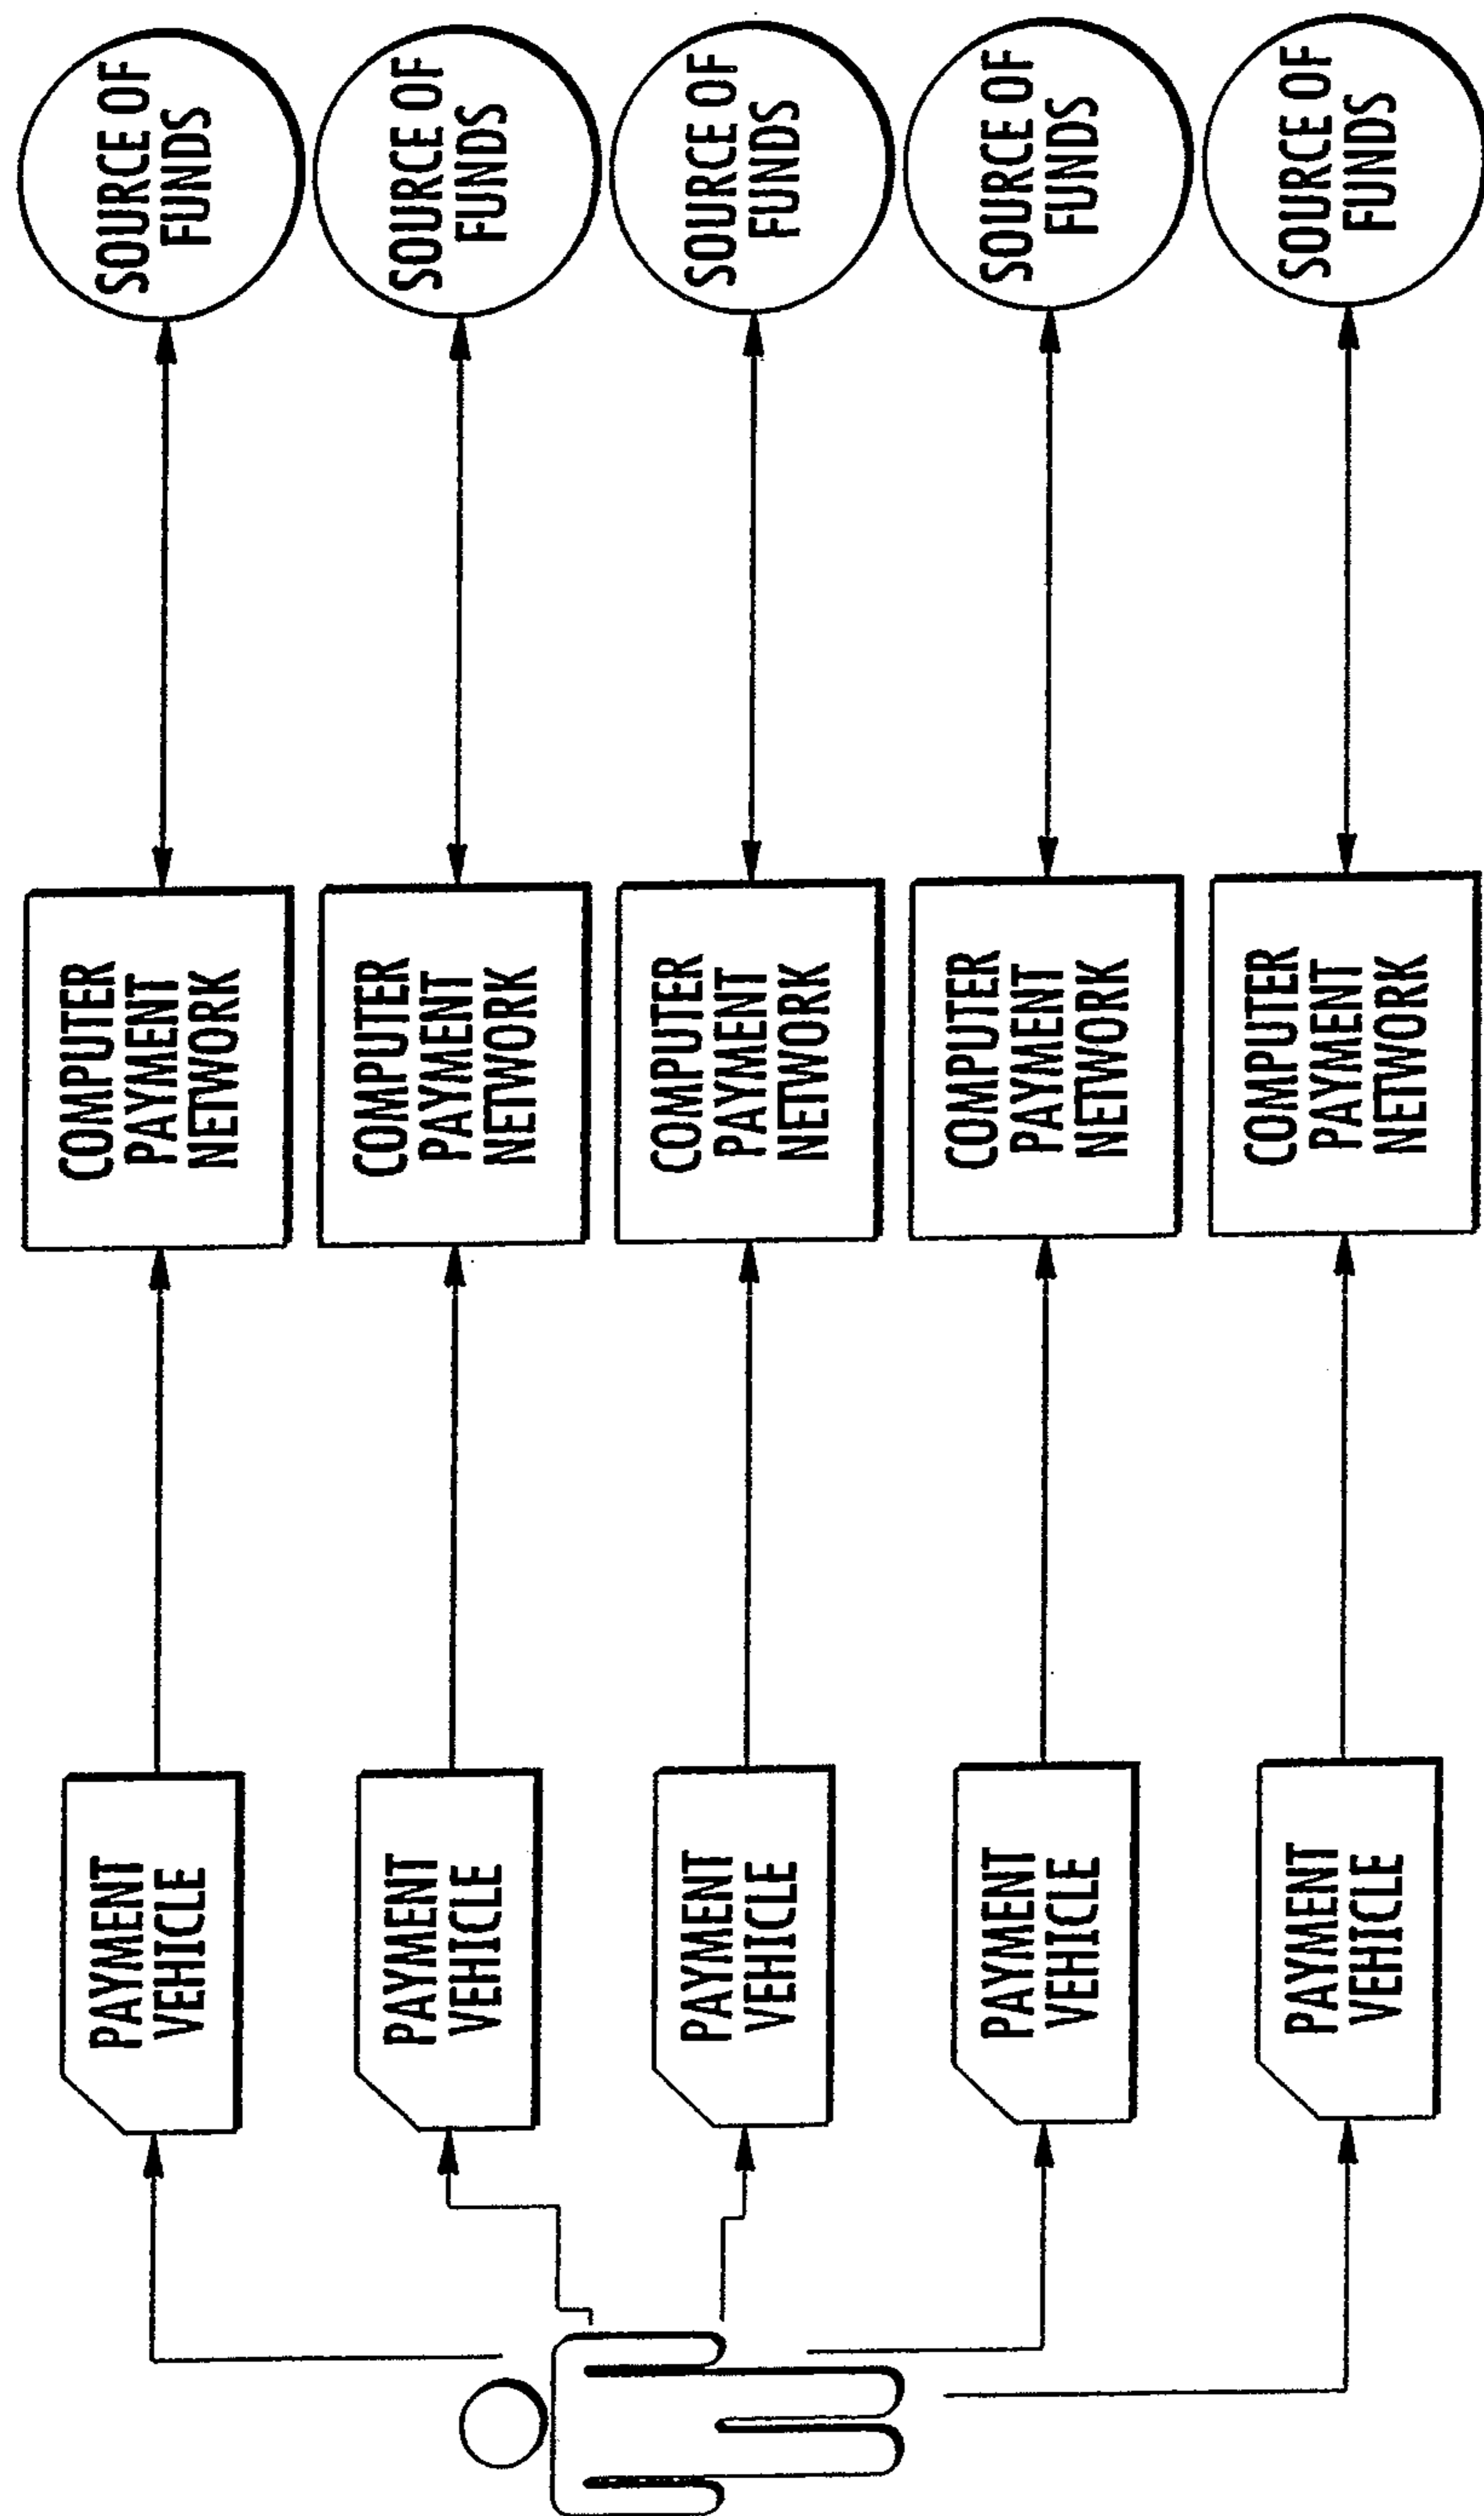 PAYMENT
VEHICLE
COMPUTER
PAYMENT
NETWORK
SOURCE OF
FUNDS
PAYMENT
VEHICLE
COMPUTER
PAYMENT
NETWORK
SOURCE OF
FUNDS
PAYMENT
VEHICLE
COMPUTER
PAYMENT
NETWORK
SOURCE OF
FUNDS
PAYMENT
VEHICLE
COMPUTER
PAYMENT
NETWORK
SOURCE OF
FUNDS
PAYMENT
VEHICLE
COMPUTER
PAYMENT
NETWORK
SOURCE OF
FUNDS